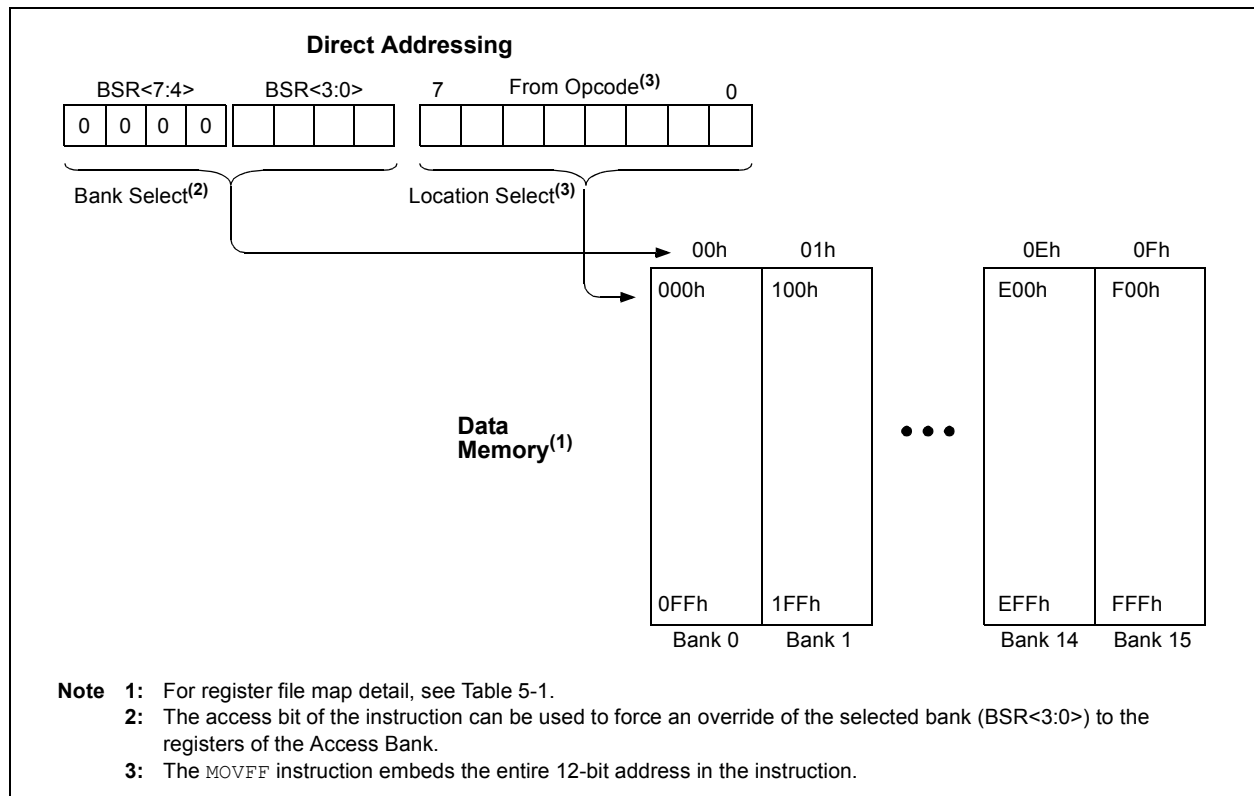 Direct Addressing
BSR<7:4> BSR<3:0> 7 From Opcode(3) 0
0 0 0 0
Bank Select(2) Location Select(3)
00h 01h 0Eh 0Fh
000h 100h E00h F00h
Data
Memory(1)
0FFh 1FFh EFFh FFFh
Bank 0 Bank 1 Bank 14 Bank 15
Note 1: For register file map detail, see Table 5-1.
2: The access bit of the instruction can be used to force an override of the selected bank (BSR<3:0>) to the
registers of the Access Bank.
3: The MOVFF instruction embeds the entire 12-bit address in the instruction.